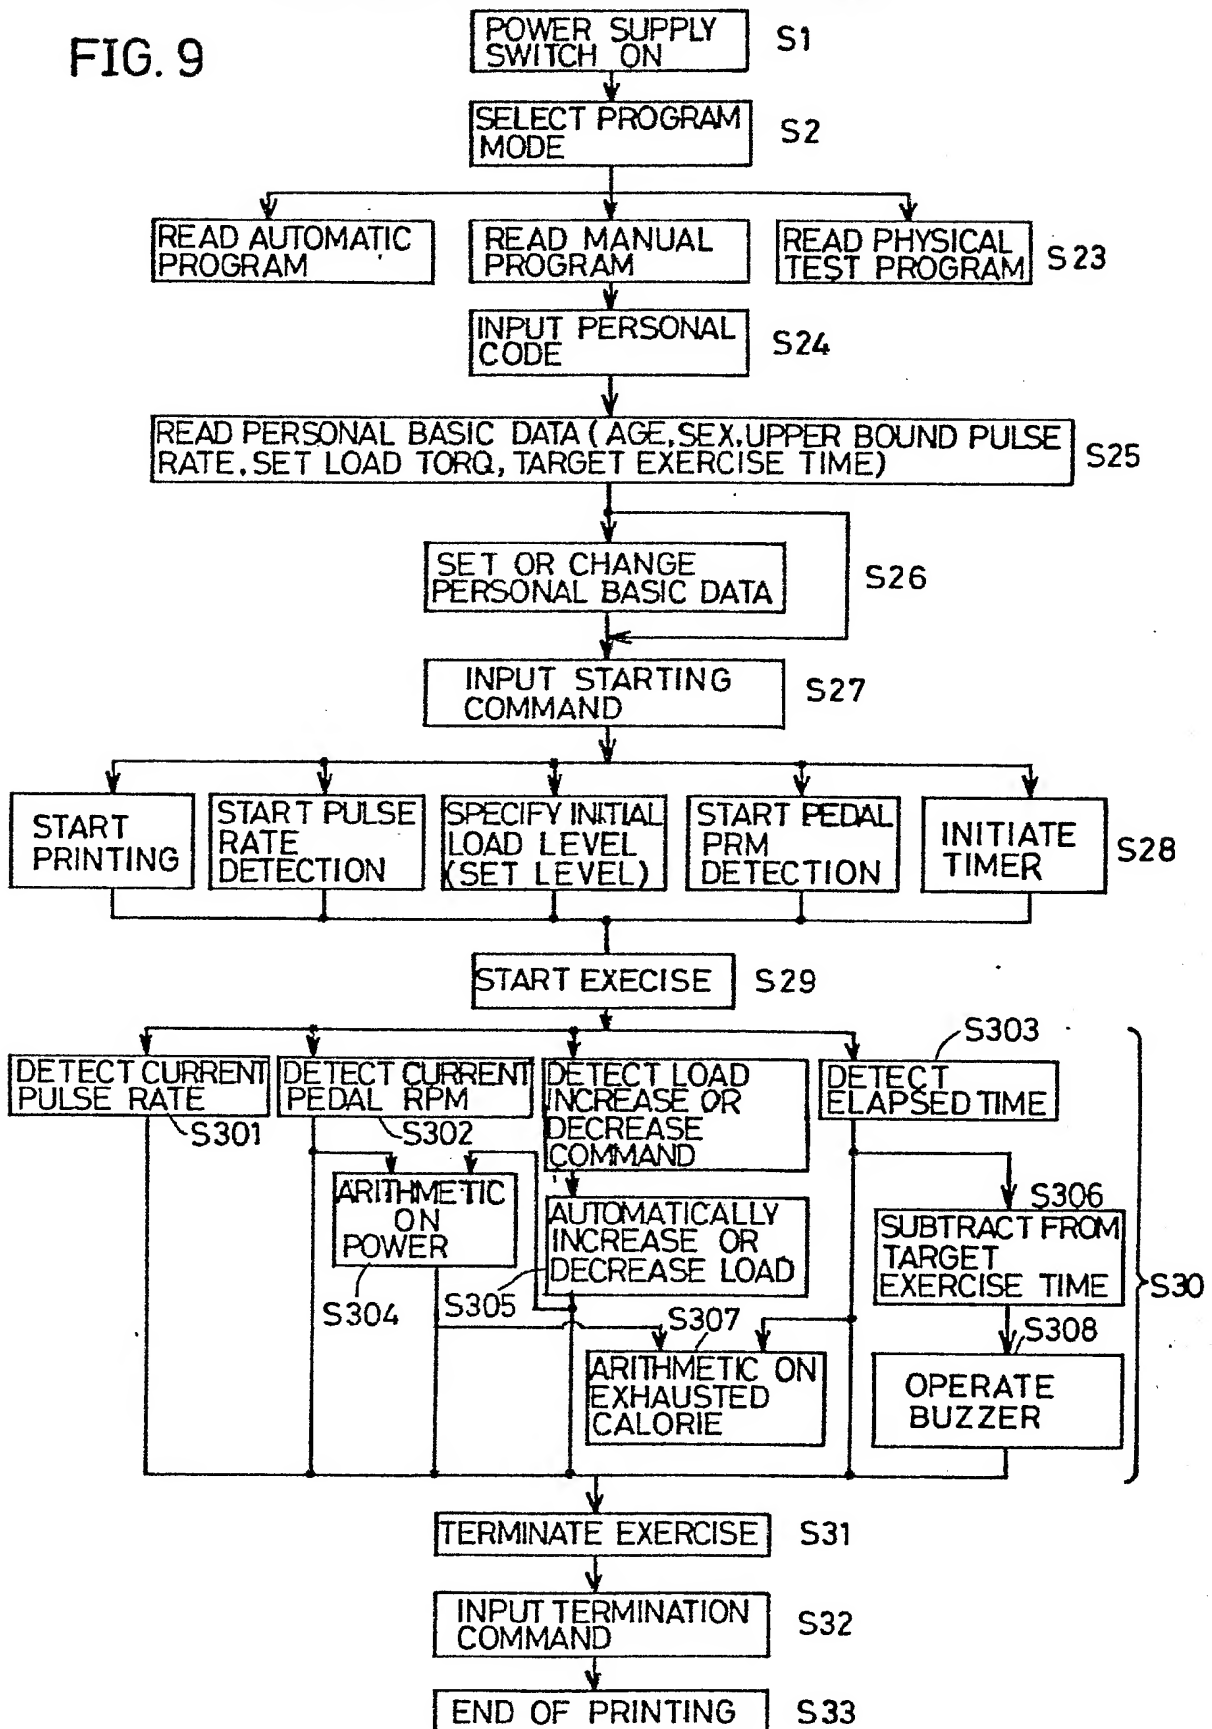 FIG. 9
POWER SUPPLY
SWITCH ON
S1
SELECT PROGRAM
MODE
S2
READ AUTOMATIC
PROGRAM
READ MANUAL
PROGRAM
READ PHYSICAL
TEST PROGRAM
S23
INPUT PERSONAL
CODE
S24
READ PERSONAL BASIC DATA (AGE, SEX, UPPER BOUND PULSE
RATE, SET LOAD TORQ, TARGET EXERCISE TIME)
S25
SET OR CHANGE
PERSONAL BASIC DATA
S26
INPUT STARTING
COMMAND
S27
START
PRINTING
START PULSE
RATE
DETECTION
SPECIFY INITIAL
LOAD LEVEL
(SET LEVEL)
START PEDAL
PRM
DETECTION
INITIATE
TIMER
S28
START EXECISE
S29
DETECT CURRENT
PULSE RATE
S301
DETECT CURRENT
PEDAL RPM
S302
DETECT LOAD
INCREASE OR
DECREASE
COMMAND
S303
DETECT
ELAPSED TIME
ARITHMETIC
ON
POWER
S304
AUTOMATICALLY
INCREASE OR
DECREASE LOAD
S305
S306
SUBTRACT FROM
TARGET
EXERCISE TIME
S30
S307
ARITHMETIC ON
EXHAUSTED
CALORIE
S308
OPERATE
BUZZER
TERMINATE EXERCISE
S31
INPUT TERMINATION
COMMAND
S32
END OF PRINTING
S33